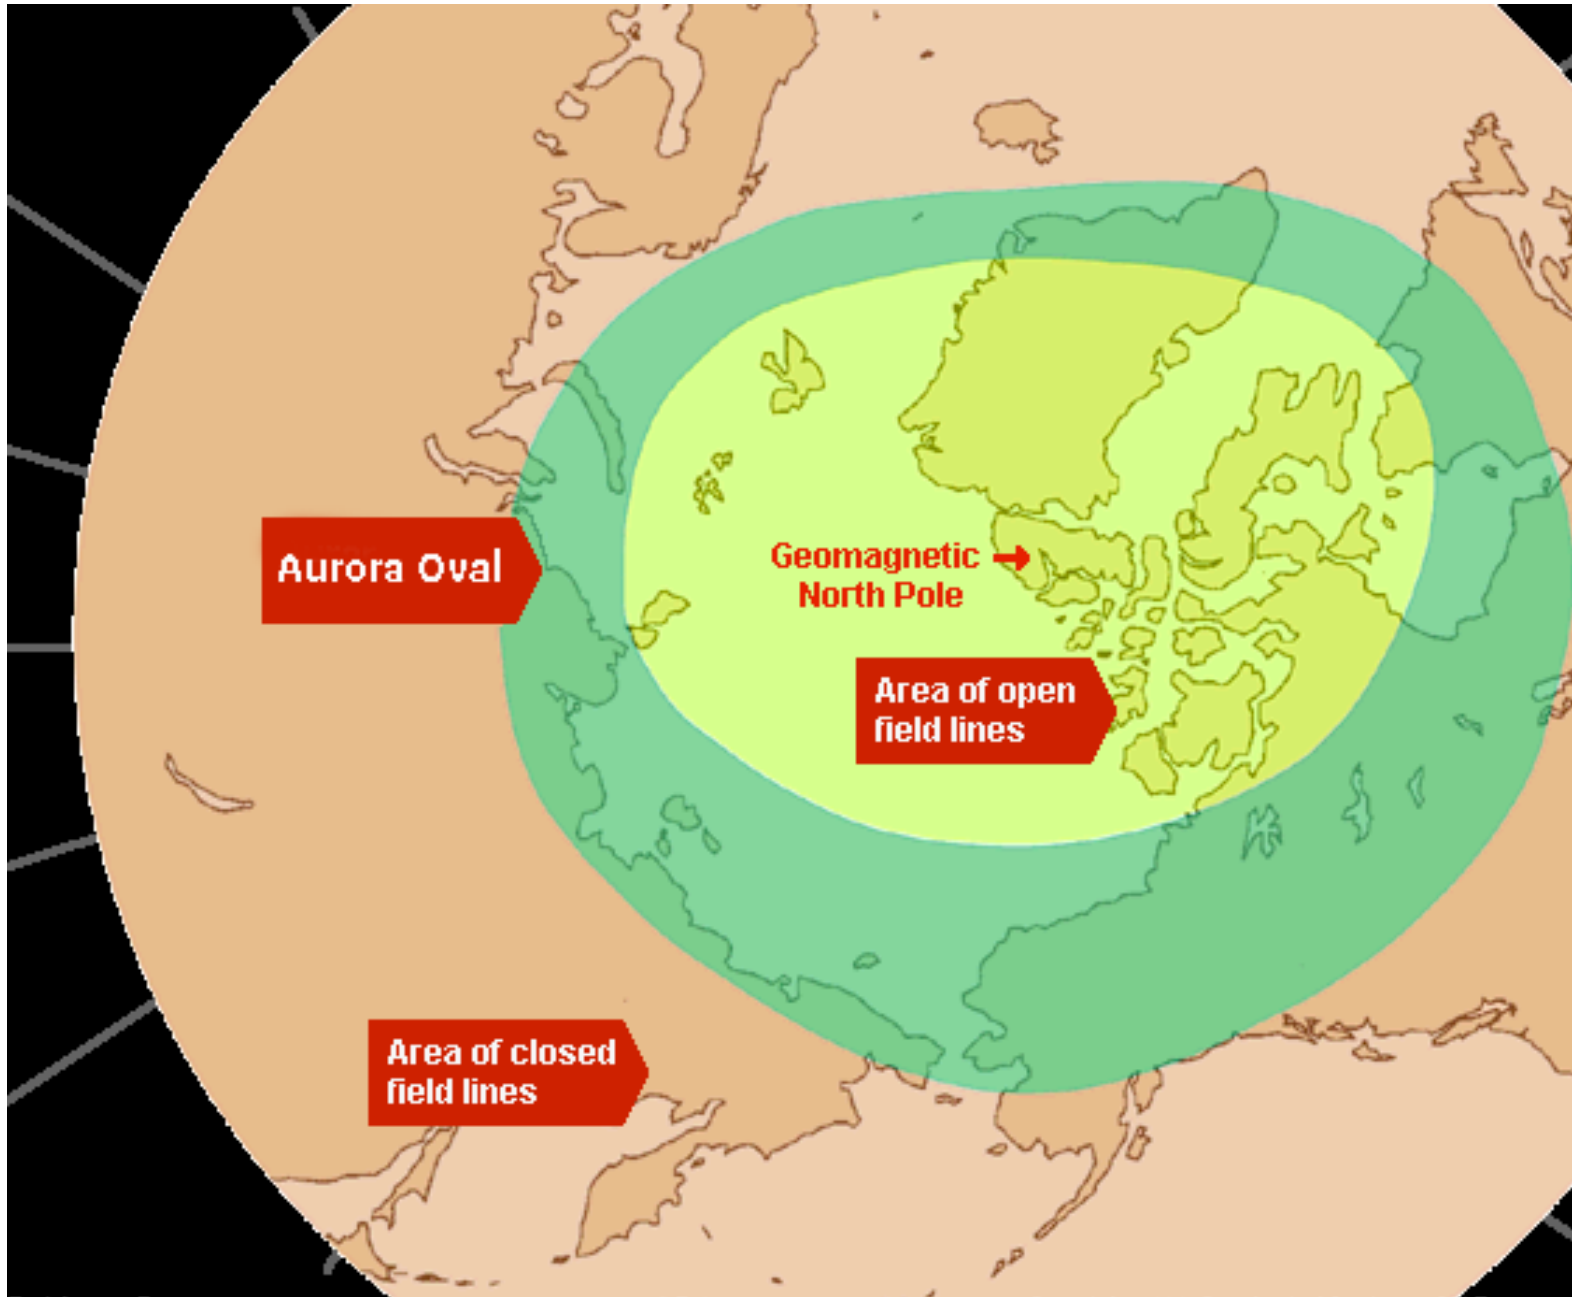 Aurora Oval
Geomagnetic
North Pole
Area of open
field lines
Area of closed
field lines